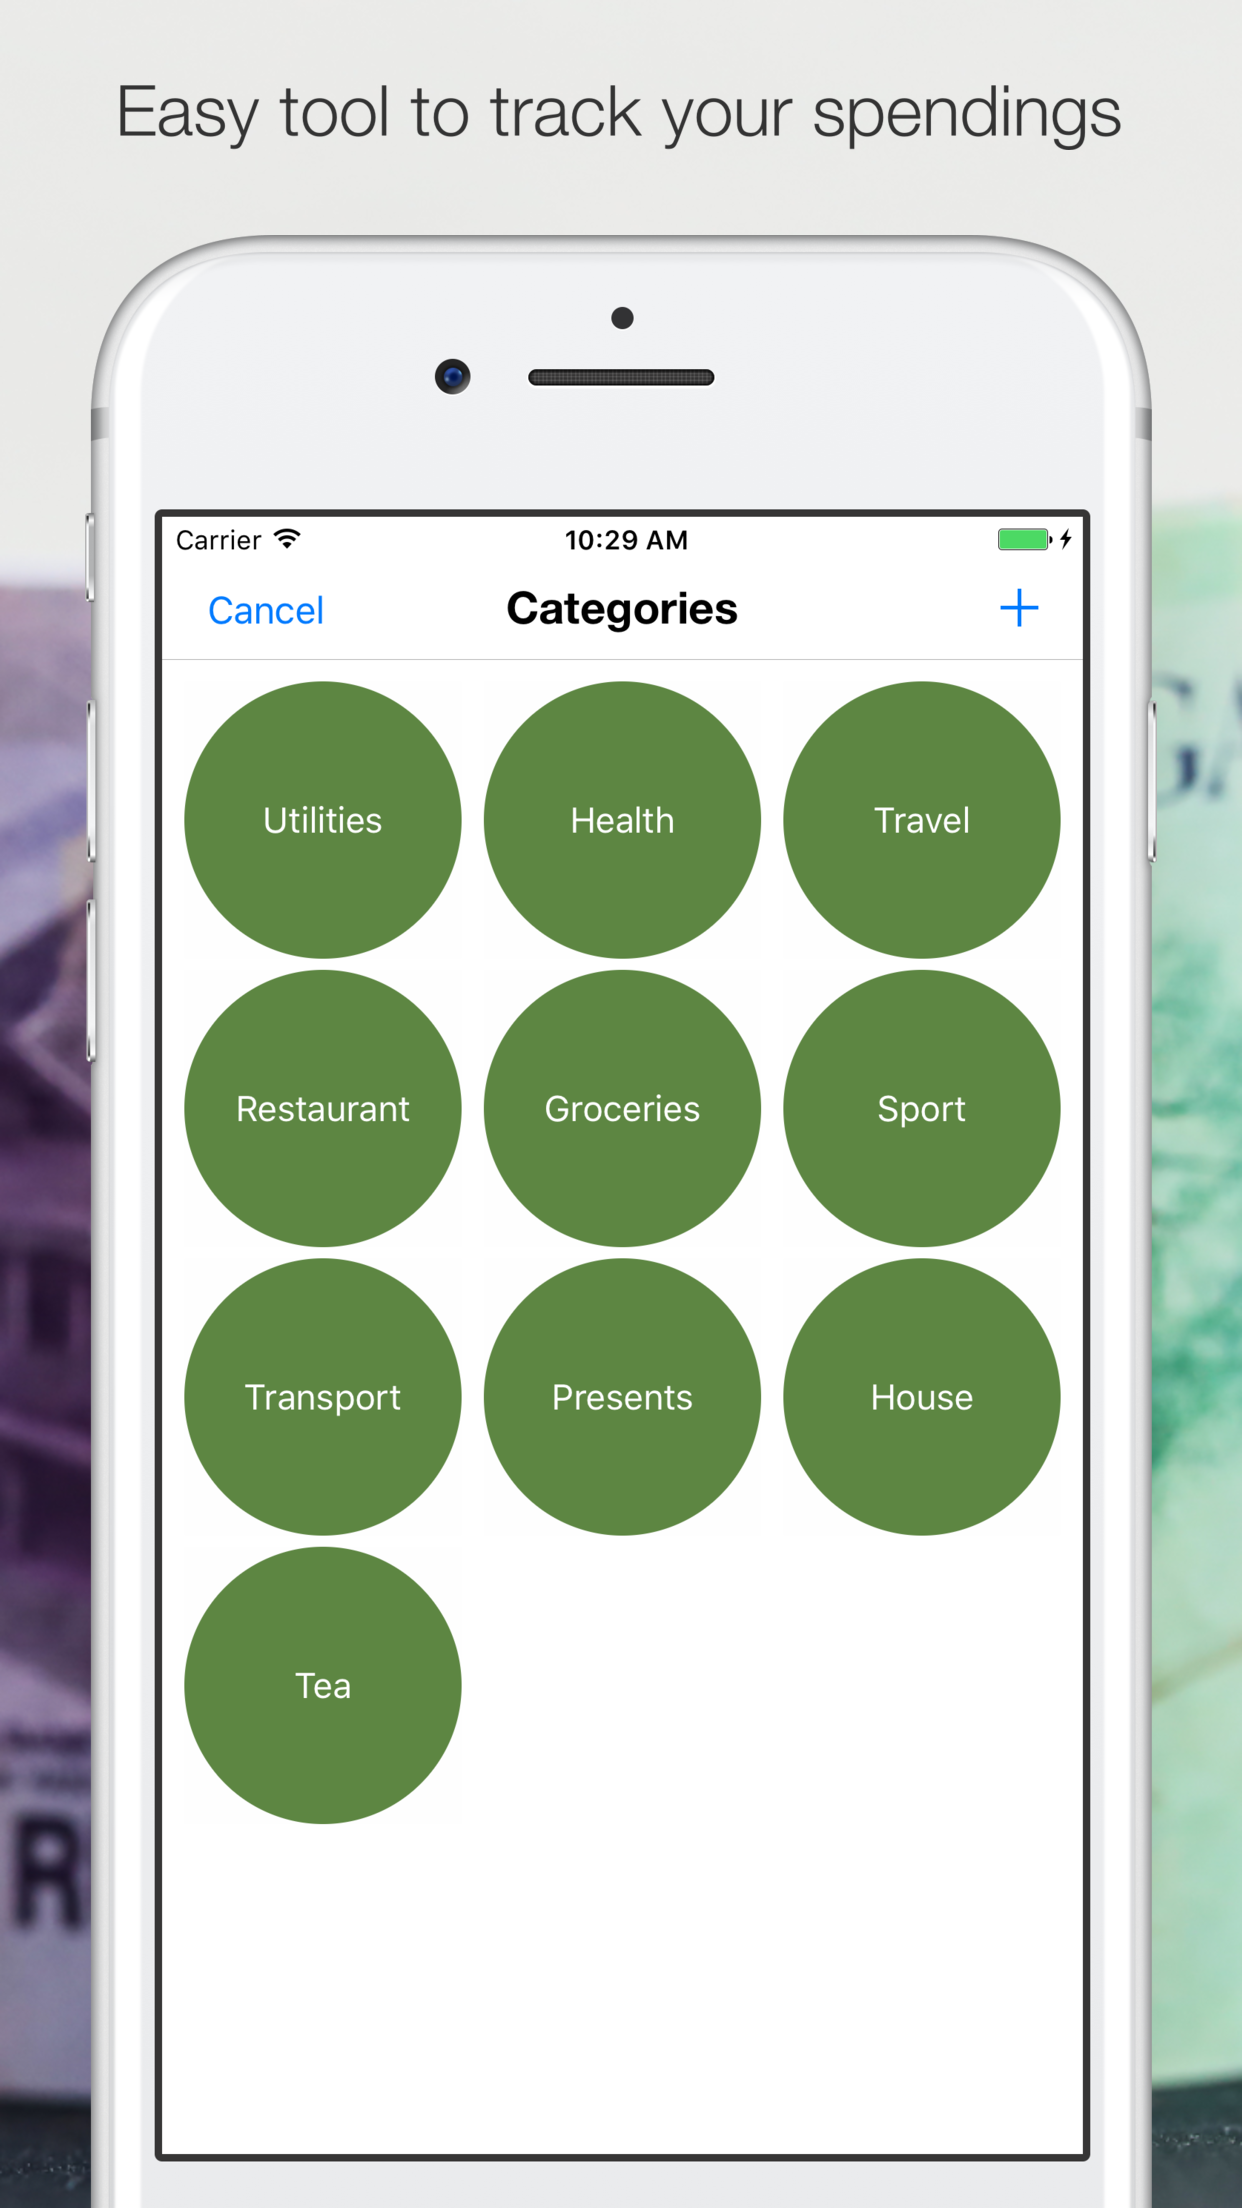 Easy tool to track your spendings
Carrier 10:29 AM
Cancel Categories +
Utilities Health Travel
Restaurant Groceries Sport
Transport Presents House
Tea
R